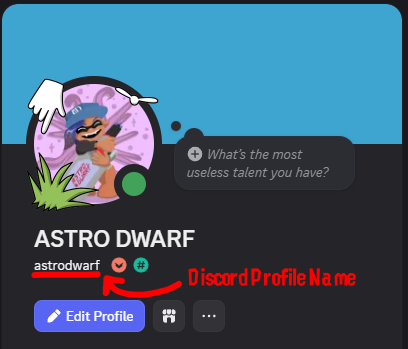 What's the most
useless talent you have?
ASTRO DWARF
astrodwarf
#
Discord Profile Name
Edit Profile